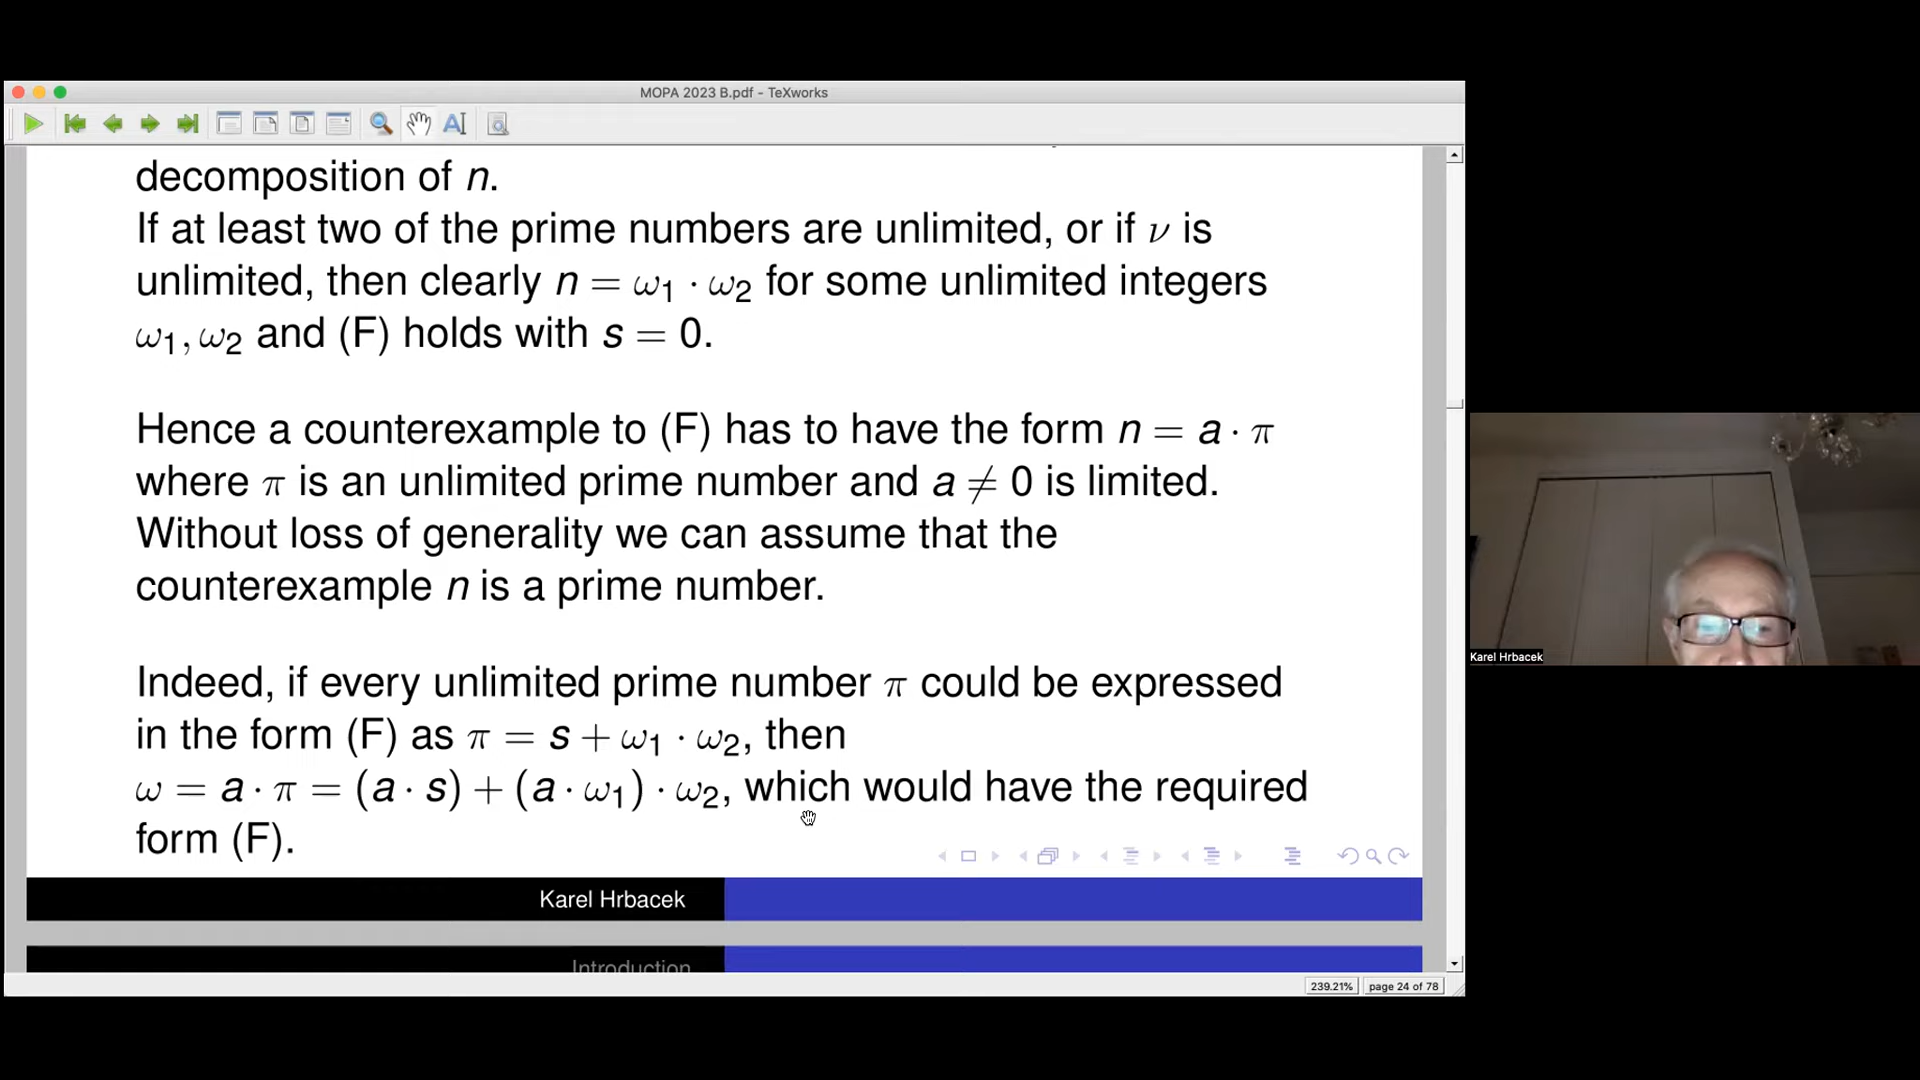 MOPA 2023 B.pdf - TeXworks
decomposition of n.
If at least two of the prime numbers are unlimited, or if ν is
unlimited, then clearly n = ω₁ · ω₂ for some unlimited integers
ω₁, ω₂ and (F) holds with s = 0.
Hence a counterexample to (F) has to have the form n = a · π
where π is an unlimited prime number and a ≠ 0 is limited.
Without loss of generality we can assume that the
counterexample n is a prime number.
Indeed, if every unlimited prime number π could be expressed
in the form (F) as π = s + ω₁ · ω₂, then
ω = a · π = (a · s) + (a · ω₁) · ω₂, which would have the required
form (F).
Karel Hrbacek
Introduction
239.21% page 24 of 78
Karel Hrbacek